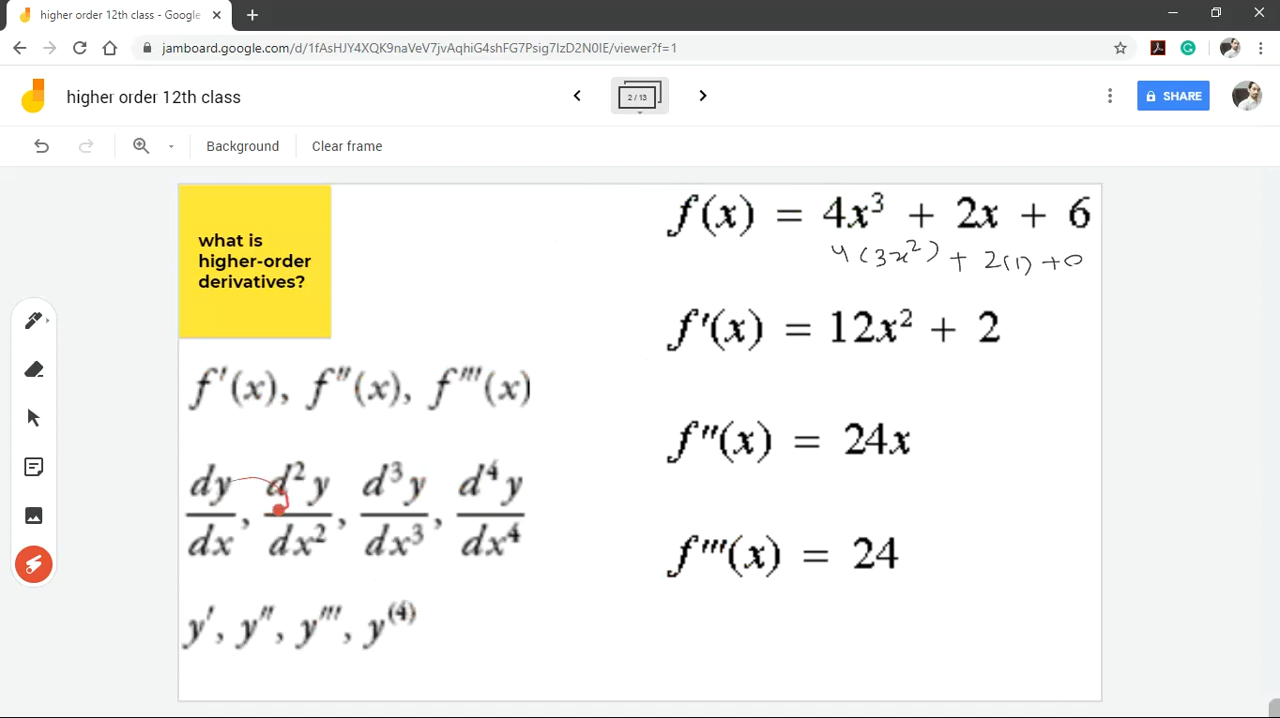 higher order 12th class - Google
jamboard.google.com/d/1fAsHJY4XQK9naVeV7jvAqhiG4shFG7Psig7lzD2N0IE/viewer?f=1
higher order 12th class
2 / 13
SHARE
Background
Clear frame
what is
higher-order
derivatives?
f'(x), f''(x), f'''(x)
dy/dx, d²y/dx², d³y/dx³, d⁴y/dx⁴
y', y'', y''', y⁽⁴⁾
f(x) = 4x³ + 2x + 6
4(3x²) + 2(1) + 0
f'(x) = 12x² + 2
f''(x) = 24x
f'''(x) = 24